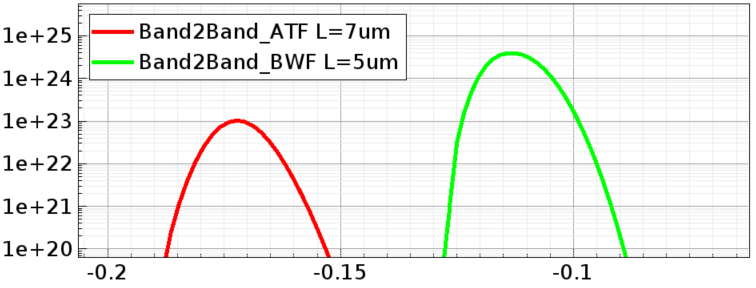 1e+25
1e+24
1e+23
1e+22
1e+21
1e+20
Band2Band_ATF L=7um
Band2Band_BWF L=5um
-0.2 -0.15 -0.1